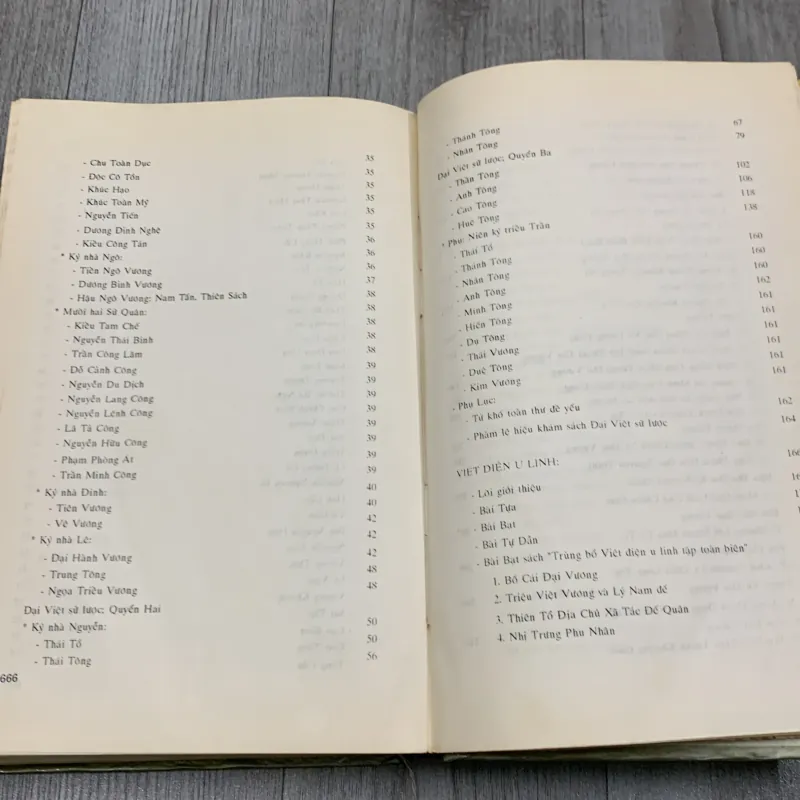 - Chu Toàn Dục 35
- Độc Cô Tổn 35
- Khúc Hạo 35
- Khúc Toàn Mỹ 35
- Nguyễn Tiến 35
- Dương Đình Nghệ 35
- Kiều Công Tán 36
* Kỷ nhà Ngô: 36
- Tiền Ngô Vương 36
- Dương Bình Vương 37
- Hậu Ngô Vương: Nam Tấn, Thiên Sách 38
* Mười hai Sứ Quân: 38
- Kiều Tam Chế 38
- Nguyễn Thái Bình 38
- Trần Công Lãm 38
- Đỗ Cảnh Công 39
- Nguyễn Du Dịch 39
- Nguyễn Lang Công 39
- Nguyễn Lệnh Công 39
- Lã Tá Công 39
- Nguyễn Hữu Công 39
- Phạm Phòng Át 39
- Trần Minh Công 39
* Kỷ nhà Đinh: 40
- Tiên Vương 40
- Vệ Vương 42
* Kỷ nhà Lê:
- Đại Hành Vương 42
- Trung Tông 48
- Ngọa Triều Vương 48
Đại Việt sử lược; Quyển Hai
* Kỷ nhà Nguyễn: 50
- Thái Tổ 50
- Thái Tông 56
666
- Thánh Tông 67
- Nhân Tông 79
Đại Việt sử lược; Quyển Ba
- Thần Tông 102
- Anh Tông 106
- Cao Tông 118
- Huệ Tông 138
* Phụ: Niên kỷ triều Trần
- Thái Tổ 160
- Thánh Tông 160
- Nhân Tông 160
- Anh Tông 162
- Minh Tông 161
- Hiến Tông 161
- Dụ Tông 161
- Thái Vương 161
- Duệ Tông 161
- Kim Vương 161
- Phụ Lục:
- Tứ khố toàn thư đề yếu 162
- Phàm lệ hiệu khám sách Đại Việt sử lược 164
VIỆT ĐIỆN U LINH: 166
- Lời giới thiệu
- Bài Tựa
- Bài Bạt
- Bài Tự Dẫn
- Bài Bạt sách "Trùng bổ Việt điện u linh tập toàn biên"
1. Bố Cái Đại Vương
2. Triệu Việt Vương và Lý Nam đế
3. Thiên Tổ Địa Chủ Xã Tắc Đế Quân
4. Nhị Trưng Phu Nhân